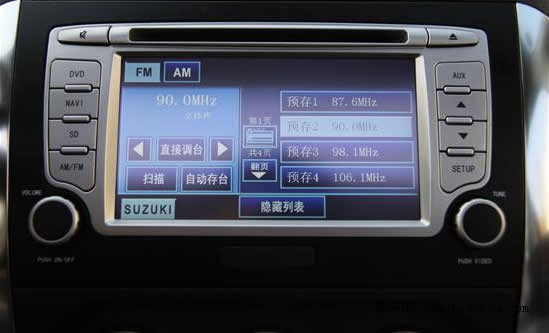 DVD
NAVI
SD
AM/FM
VOLUME
PUSH ON/OFF
FM AM
90.0MHz
立体声
直接调台
扫描 自动存台
SUZUKI
第1页
共4页
翻页
预存1 87.6MHz
预存2 90.0MHz
预存3 98.1MHz
预存4 106.1MHz
隐藏列表
AUX
SETUP
TUNE
PUSH VIDEO